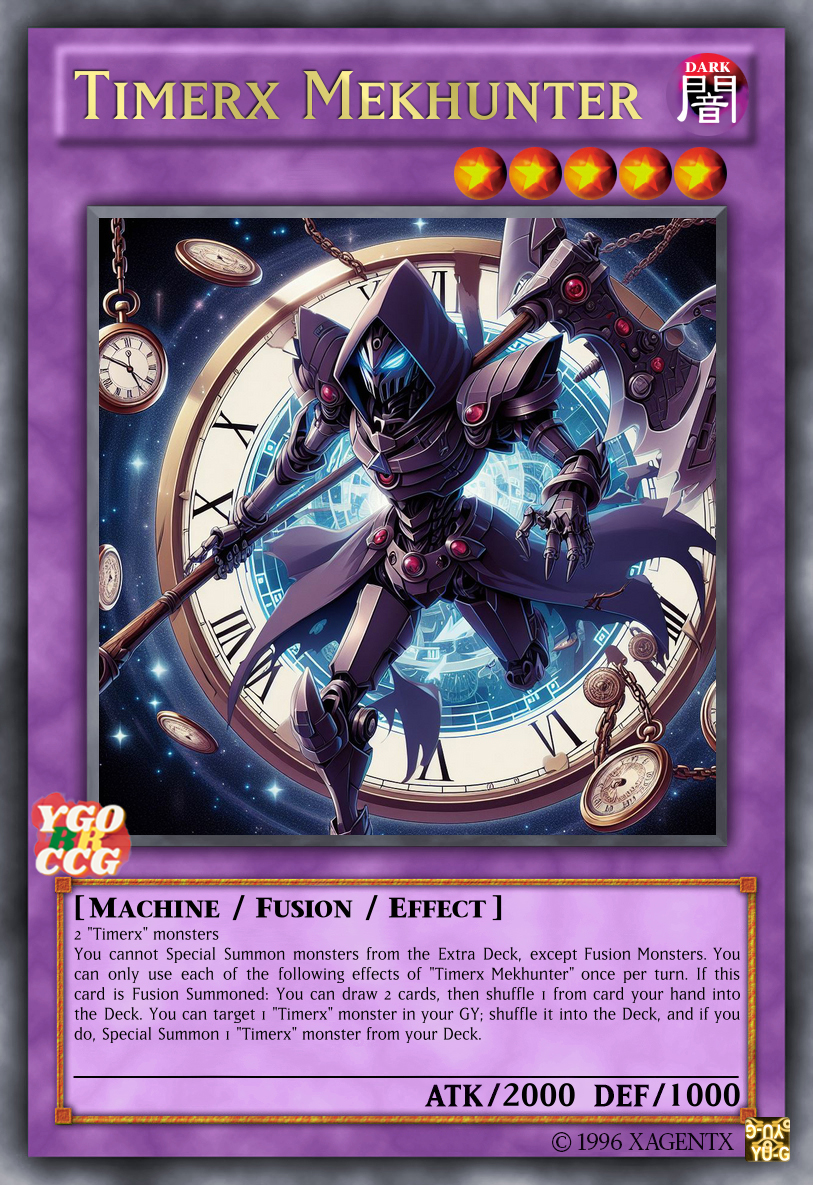 Timerx Mekhunter
DARK
闇
YGO
RR
CCG
[ Machine / Fusion / Effect ]
2 "Timerx" monsters
You cannot Special Summon monsters from the Extra Deck, except Fusion Monsters. You
can only use each of the following effects of "Timerx Mekhunter" once per turn. If this
card is Fusion Summoned: You can draw 2 cards, then shuffle 1 from card your hand into
the Deck. You can target 1 "Timerx" monster in your GY; shuffle it into the Deck, and if you
do, Special Summon 1 "Timerx" monster from your Deck.
ATK/2000 DEF/1000
© 1996 XAGENTX